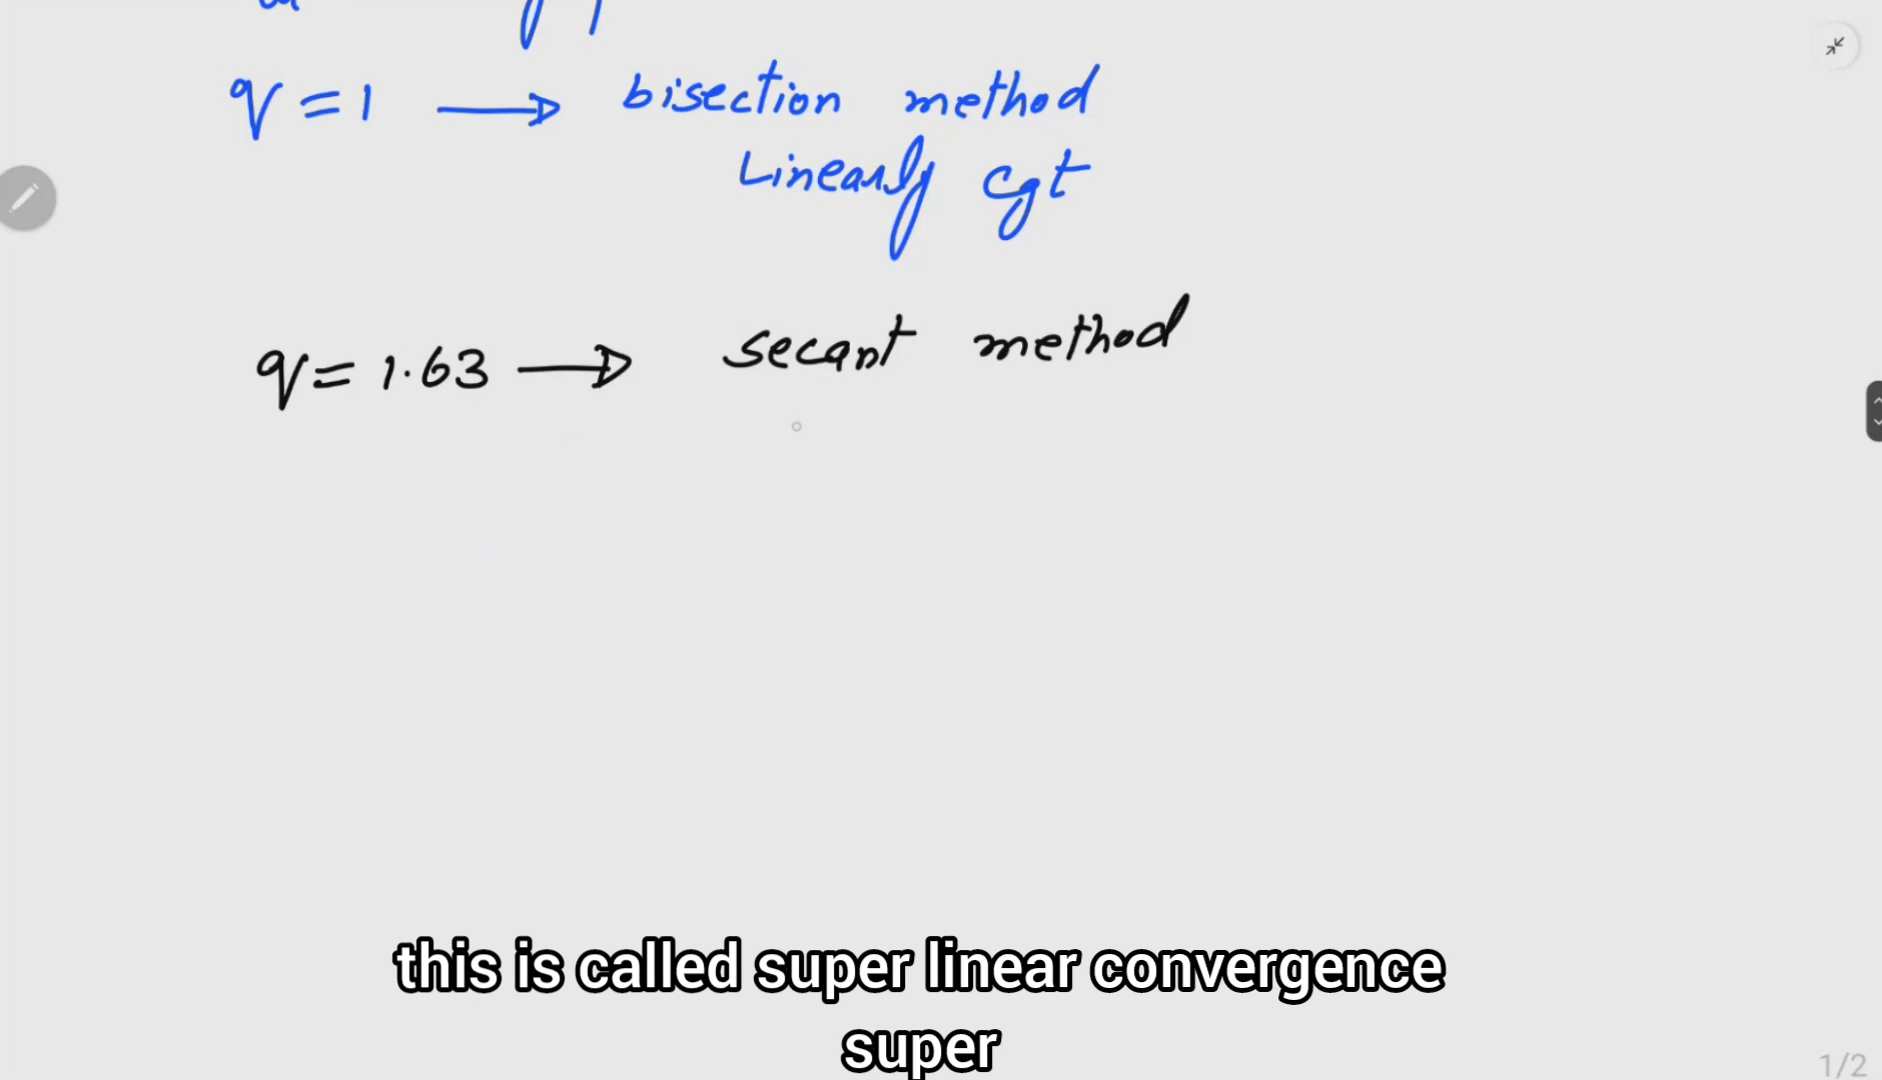 q = 1 → bisection method
Linearly cgt
q = 1.63 → secant method
this is called super linear convergence
super
1/2